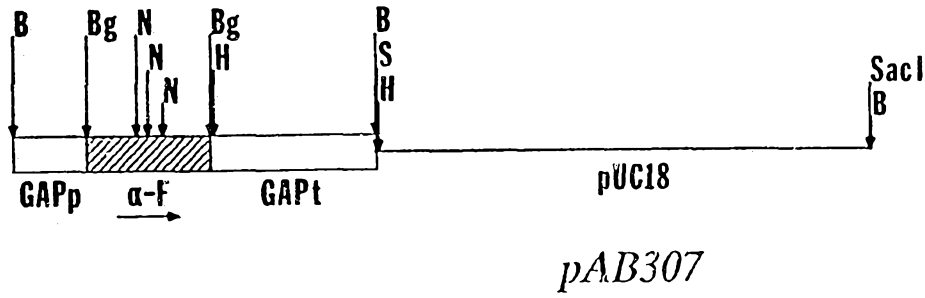 B Bg N N N Bg H B S H SacI B
GAPp α-F GAPt pUC18
pAB307